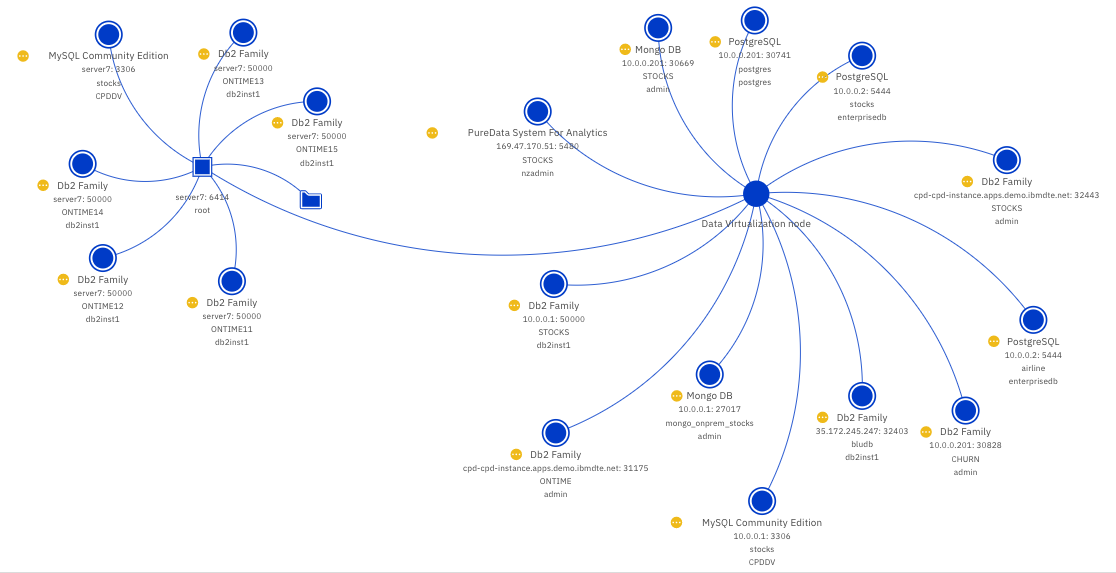 MySQL Community Edition
server7: 3306
stocks
CPDDV
Db2 Family
server7: 50000
ONTIME13
db2inst1
Db2 Family
server7: 50000
ONTIME15
db2inst1
Db2 Family
server7: 50000
ONTIME14
db2inst1
server7: 6414
root
Db2 Family
server7: 50000
ONTIME12
db2inst1
Db2 Family
server7: 50000
ONTIME11
db2inst1
Mongo DB
10.0.0.201: 30669
STOCKS
admin
PostgreSQL
10.0.0.201: 30741
postgres
postgres
PostgreSQL
10.0.0.2: 5444
stocks
enterprisedb
PureData System For Analytics
169.47.170.51: 5480
STOCKS
nzadmin
Db2 Family
cpd-cpd-instance.apps.demo.ibmdte.net: 32443
STOCKS
admin
Data Virtualization node
Db2 Family
10.0.0.1: 50000
STOCKS
db2inst1
PostgreSQL
10.0.0.2: 5444
airline
enterprisedb
Mongo DB
10.0.0.1: 27017
mongo_onprem_stocks
admin
Db2 Family
35.172.245.247: 32403
bludb
db2inst1
Db2 Family
10.0.0.201: 30828
CHURN
admin
Db2 Family
cpd-cpd-instance.apps.demo.ibmdte.net: 31175
ONTIME
admin
MySQL Community Edition
10.0.0.1: 3306
stocks
CPDDV